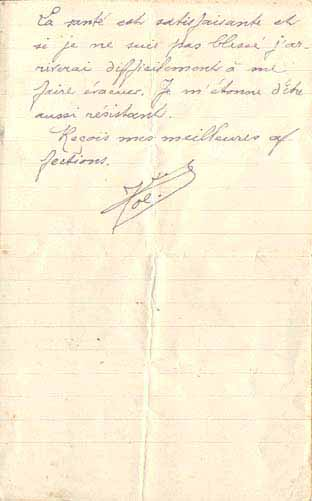 La santé est satisfaisante et
si je ne suis pas blessé j'ar-
riverai difficilement à me
faire évacuer. Je m'étonne d'être
aussi résistant.
Reçois mes meilleures af
fections.